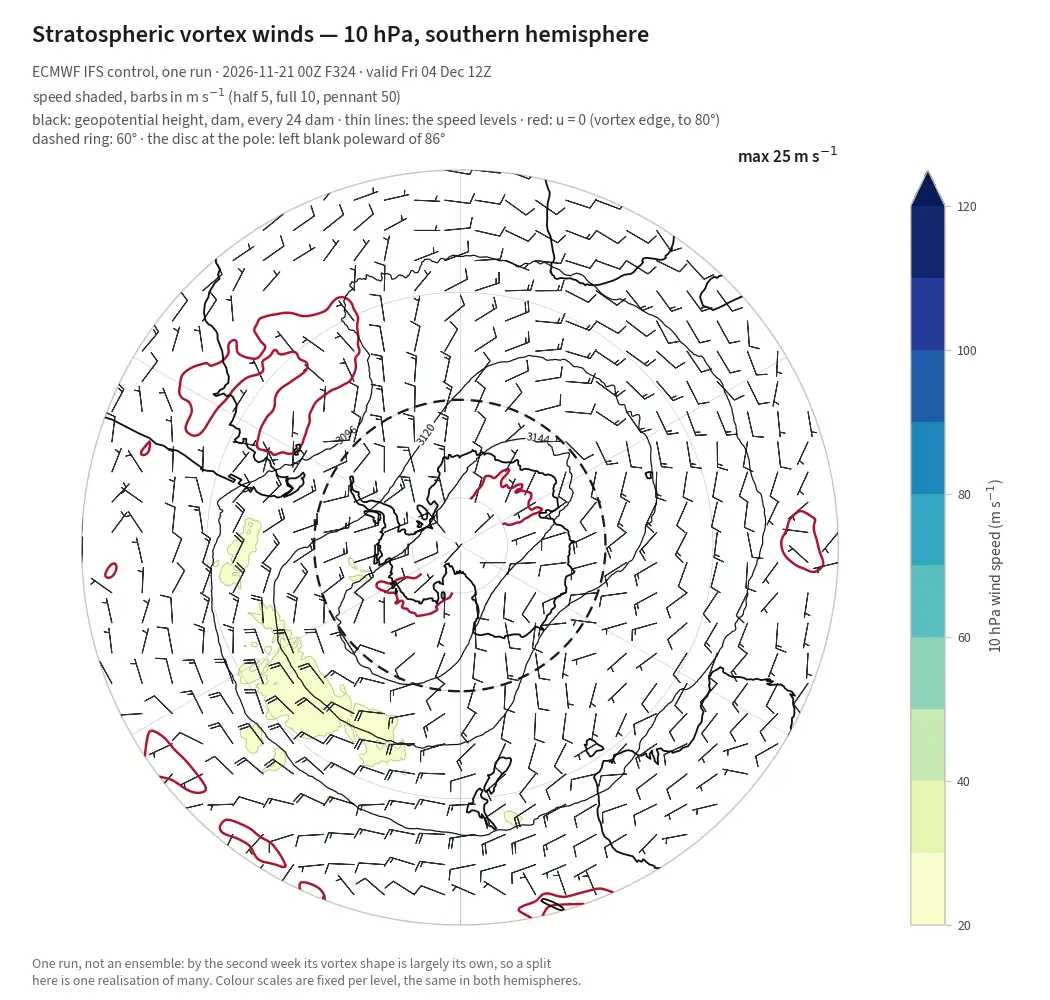 Stratospheric vortex winds — 10 hPa, southern hemisphere
ECMWF IFS control, one run · 2026-11-21 00Z F324 · valid Fri 04 Dec 12Z
speed shaded, barbs in m s⁻¹ (half 5, full 10, pennant 50)
black: geopotential height, dam, every 24 dam · thin lines: the speed levels · red: u = 0 (vortex edge, to 80°)
dashed ring: 60° · the disc at the pole: left blank poleward of 86°
max 25 m s⁻¹
120
100
80
60
40
20
10 hPa wind speed (m s⁻¹)
3096
3120
3144
One run, not an ensemble: by the second week its vortex shape is largely its own, so a split
here is one realisation of many. Colour scales are fixed per level, the same in both hemispheres.